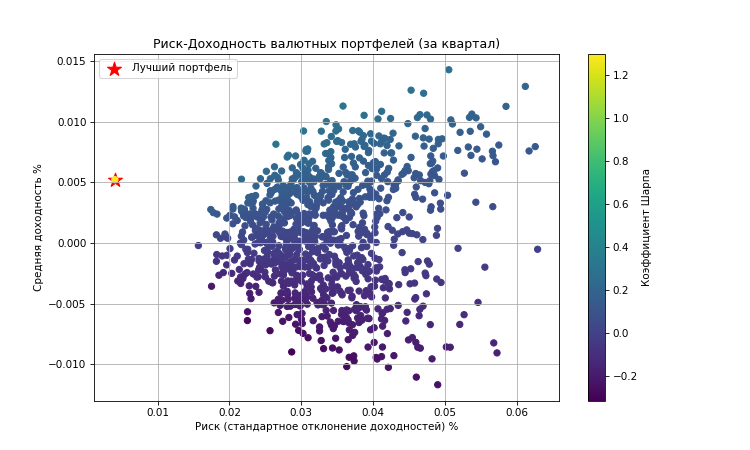 Риск-Доходность валютных портфелей (за квартал)
Лучший портфель
Средняя доходность %
0.015
0.010
0.005
0.000
−0.005
−0.010
0.01 0.02 0.03 0.04 0.05 0.06
Риск (стандартное отклонение доходностей) %
1.2
1.0
0.8
0.6
0.4
0.2
0.0
−0.2
Коэффициент Шарпа